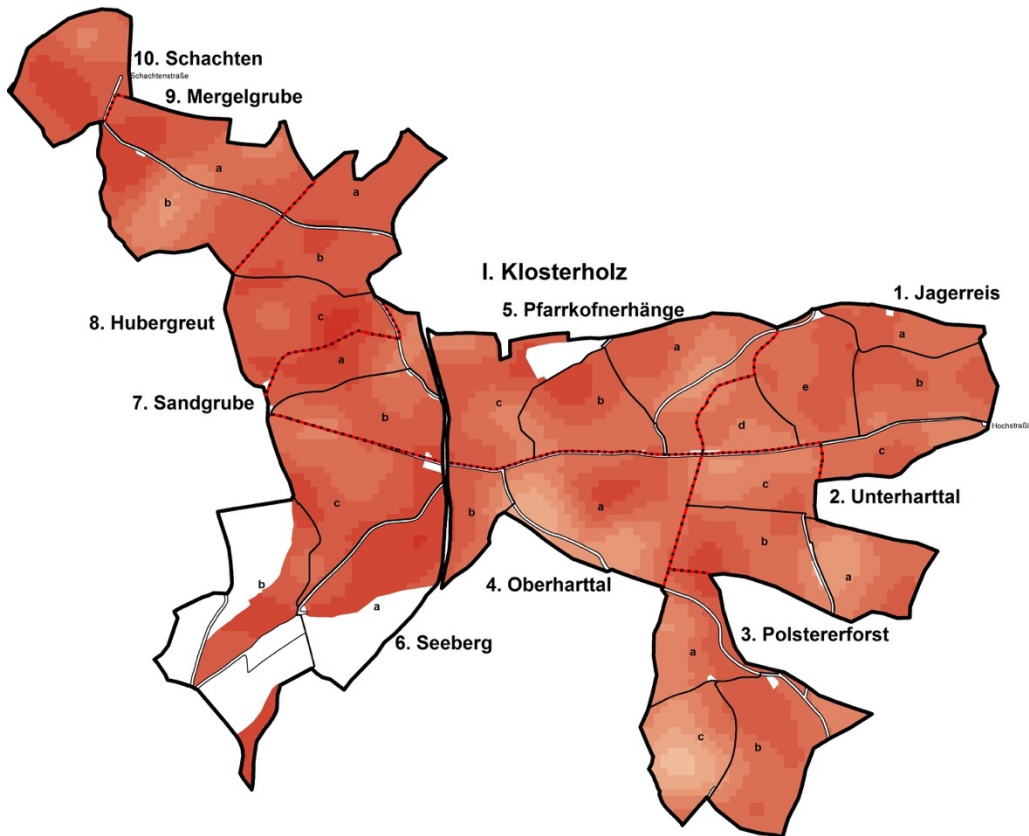 10. Schachten
Schachtenstraße
9. Mergelgrube
a
a
b
b
I. Klosterholz
1. Jagerreis
5. Pfarrkofnerhänge
8. Hubergreut
c
a
a
a
e
b
7. Sandgrube
b
c
b
d
Hochstraßl
c
c
2. Unterharttal
c
b
a
b
a
b
a
4. Oberharttal
6. Seeberg
3. Polstererforst
a
c
b